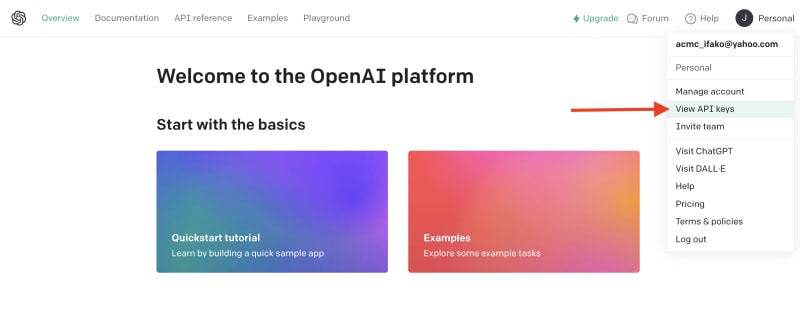 Overview Documentation API reference Examples Playground Upgrade Forum Help J Personal
acmc_ifako@yahoo.com
Personal
Manage account
View API keys
Invite team
Visit ChatGPT
Visit DALL·E
Help
Pricing
Terms & policies
Log out
Welcome to the OpenAI platform
Start with the basics
Quickstart tutorial
Learn by building a quick sample app
Examples
Explore some example tasks